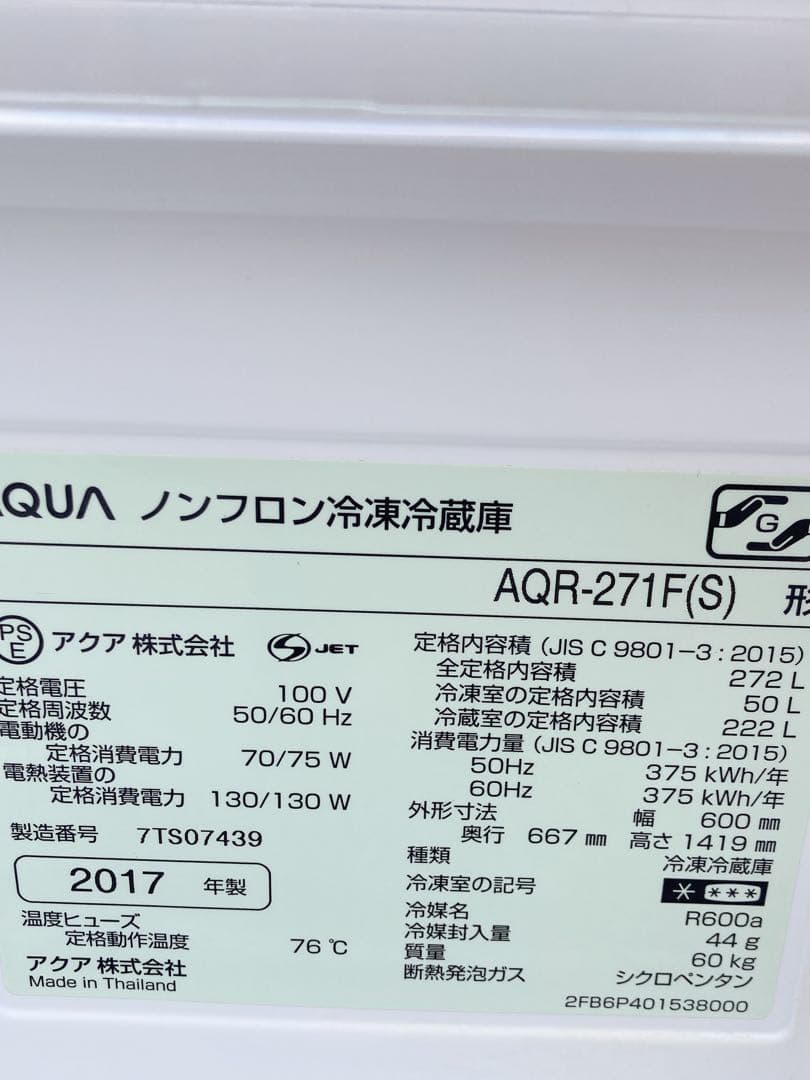 AQUA ノンフロン冷凍冷蔵庫
G
AQR-271F(S) 形
PS
E
アクア 株式会社
JET
定格電圧 100 V
定格周波数 50/60 Hz
電動機の
定格消費電力 70/75 W
電熱装置の
定格消費電力 130/130 W
製造番号 7TS07439
2017 年製
温度ヒューズ
定格動作温度 76 ℃
アクア 株式会社
Made in Thailand
定格内容積 (JIS C 9801-3 : 2015)
全定格内容積 272 L
冷凍室の定格内容積 50 L
冷蔵室の定格内容積 222 L
消費電力量 (JIS C 9801-3 : 2015)
50Hz 375 kWh/年
60Hz 375 kWh/年
外形寸法 幅 600 ㎜
奥行 667 ㎜ 高さ 1419 ㎜
種類 冷凍冷蔵庫
冷凍室の記号 * ***
冷媒名 R600a
冷媒封入量 44 g
質量 60 kg
断熱発泡ガス シクロペンタン
2FB6P401538000